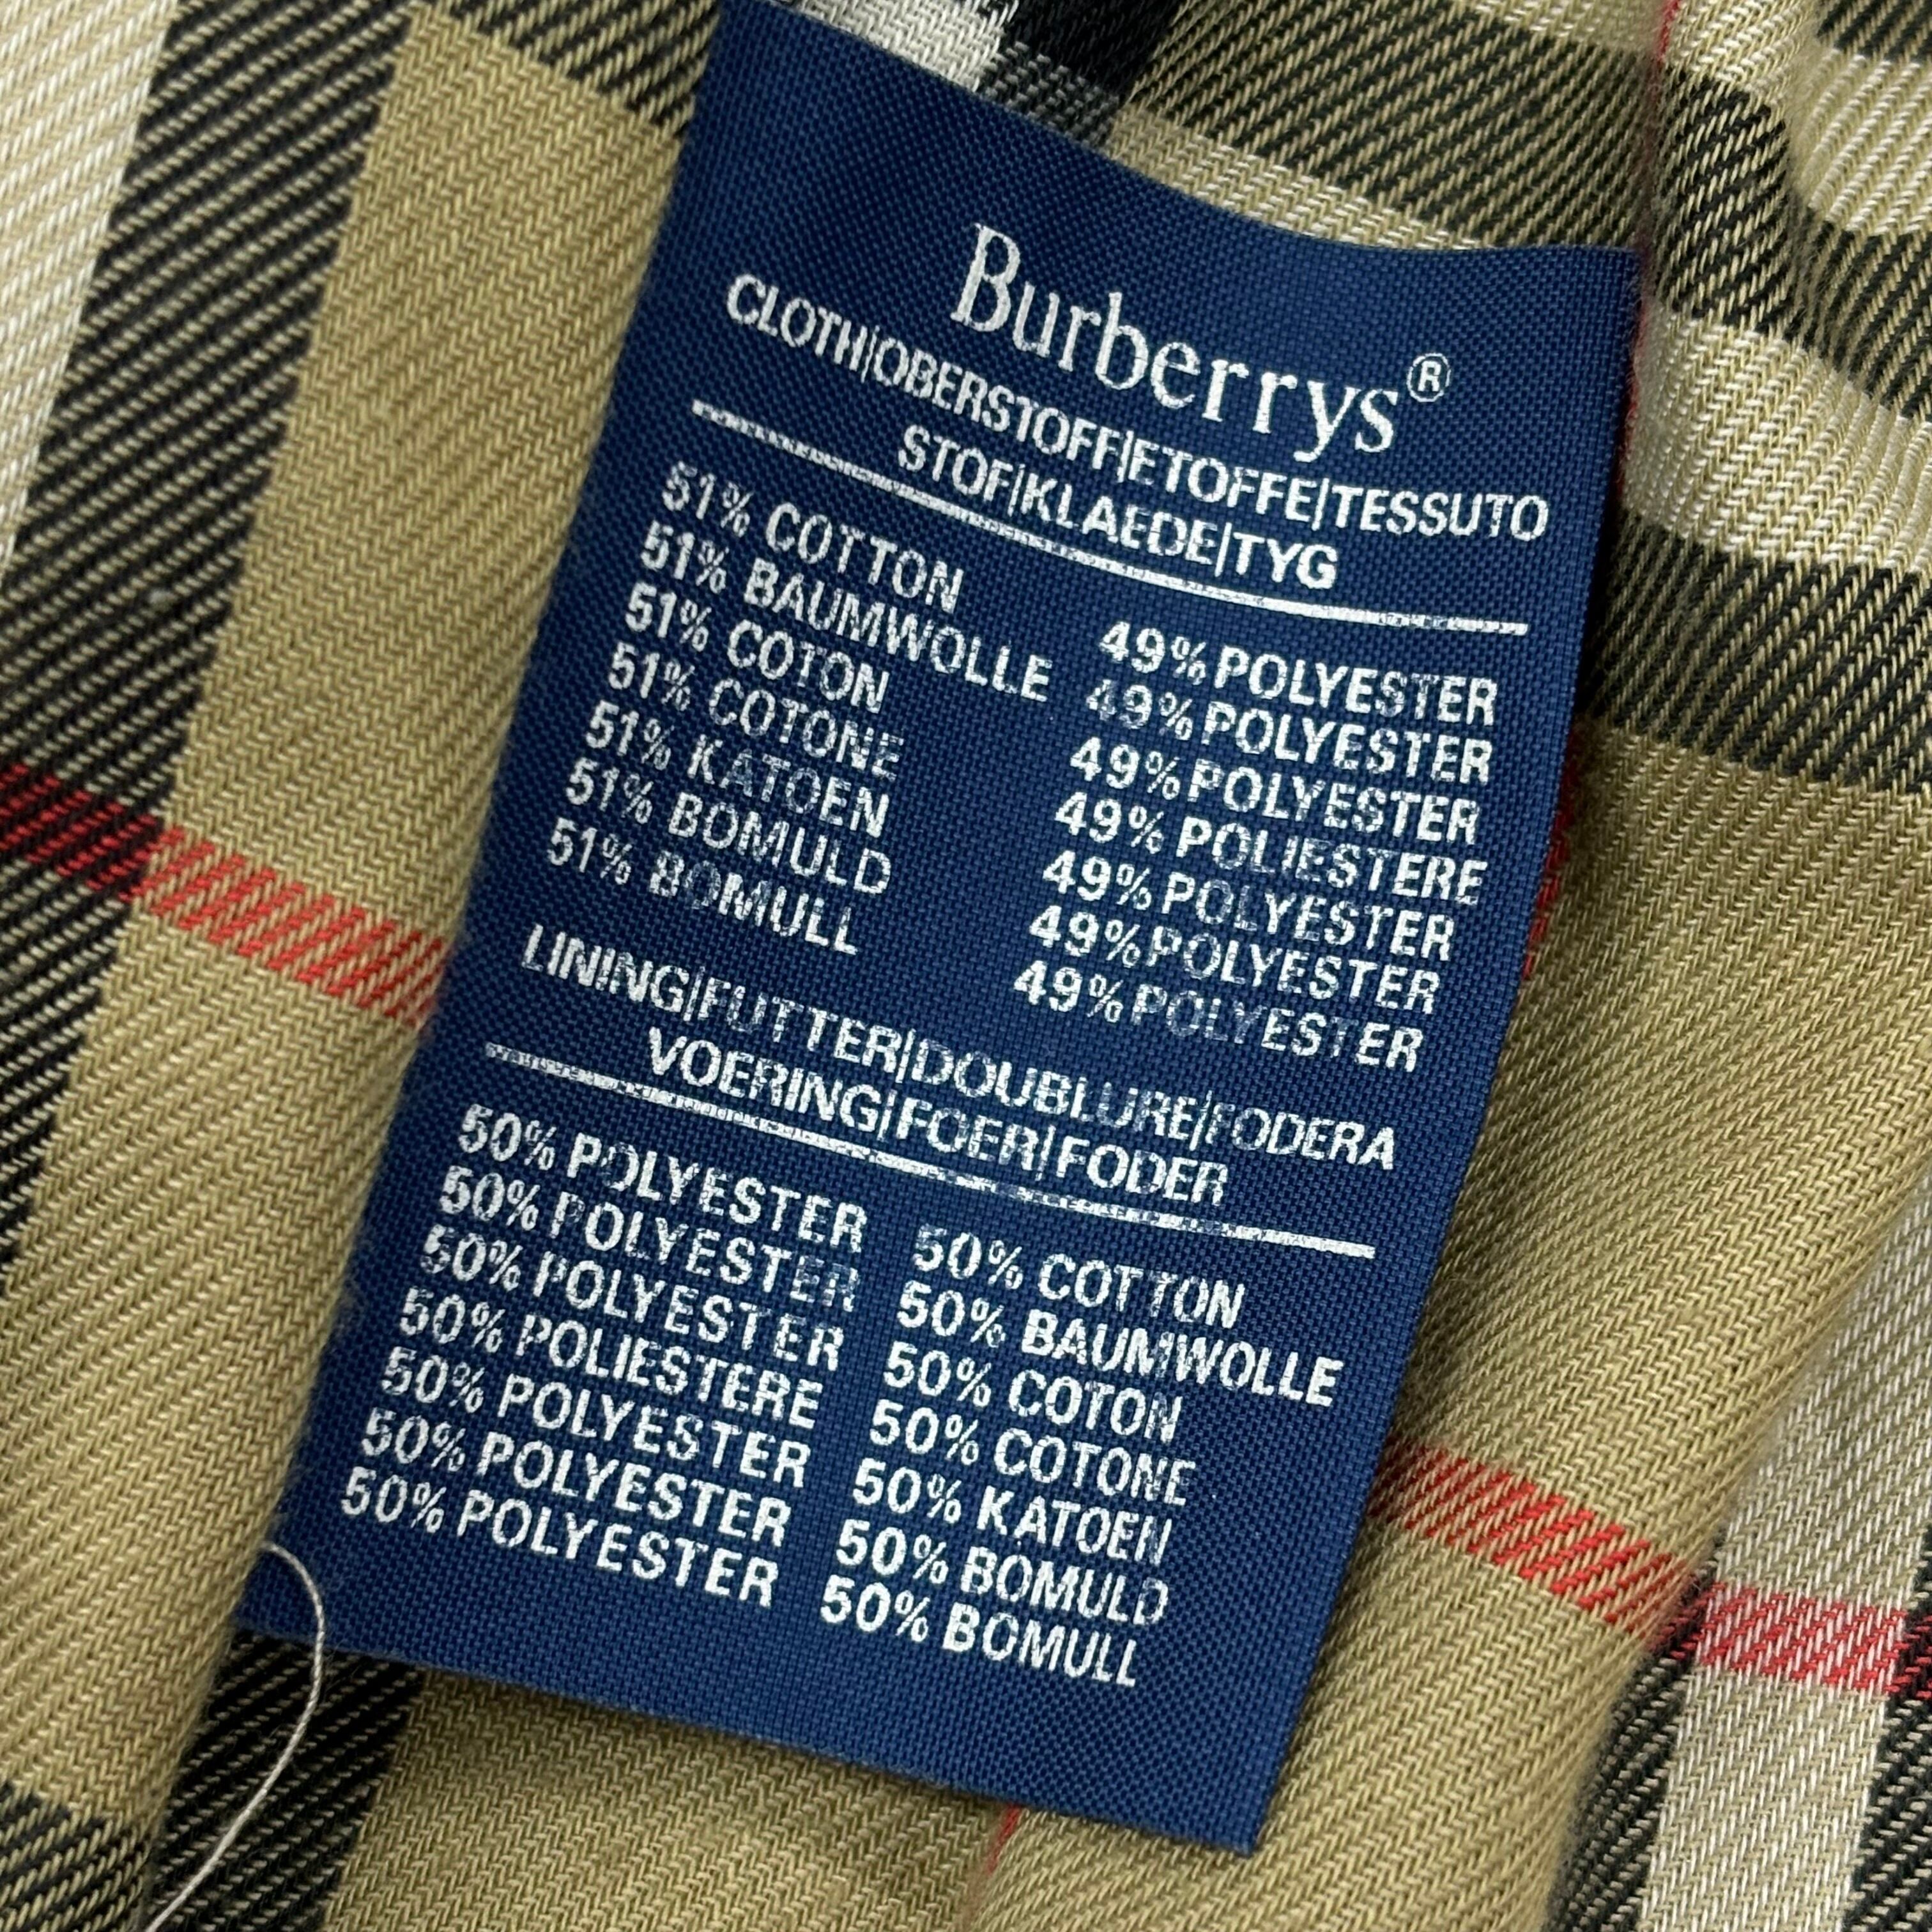 Burberrys®
CLOTH|OBERSTOFF|ETOFFE|TESSUTO
STOF|KLAEDE|TYG
51% COTTON 49% POLYESTER
51% BAUMWOLLE 49% POLYESTER
51% COTON 49% POLYESTER
51% COTONE 49% POLIESTERE
51% KATOEN 49% POLYESTER
51% BOMULD 49% POLYESTER
51% BOMULL 49% POLYESTER
LINING|FUTTER|DOUBLURE|FODERA
VOERING|FOER|FODER
50% POLYESTER 50% COTTON
50% POLYESTER 50% BAUMWOLLE
50% POLYESTER 50% COTON
50% POLIESTERE 50% COTONE
50% POLYESTER 50% KATOEN
50% POLYESTER 50% BOMULD
50% POLYESTER 50% BOMULL